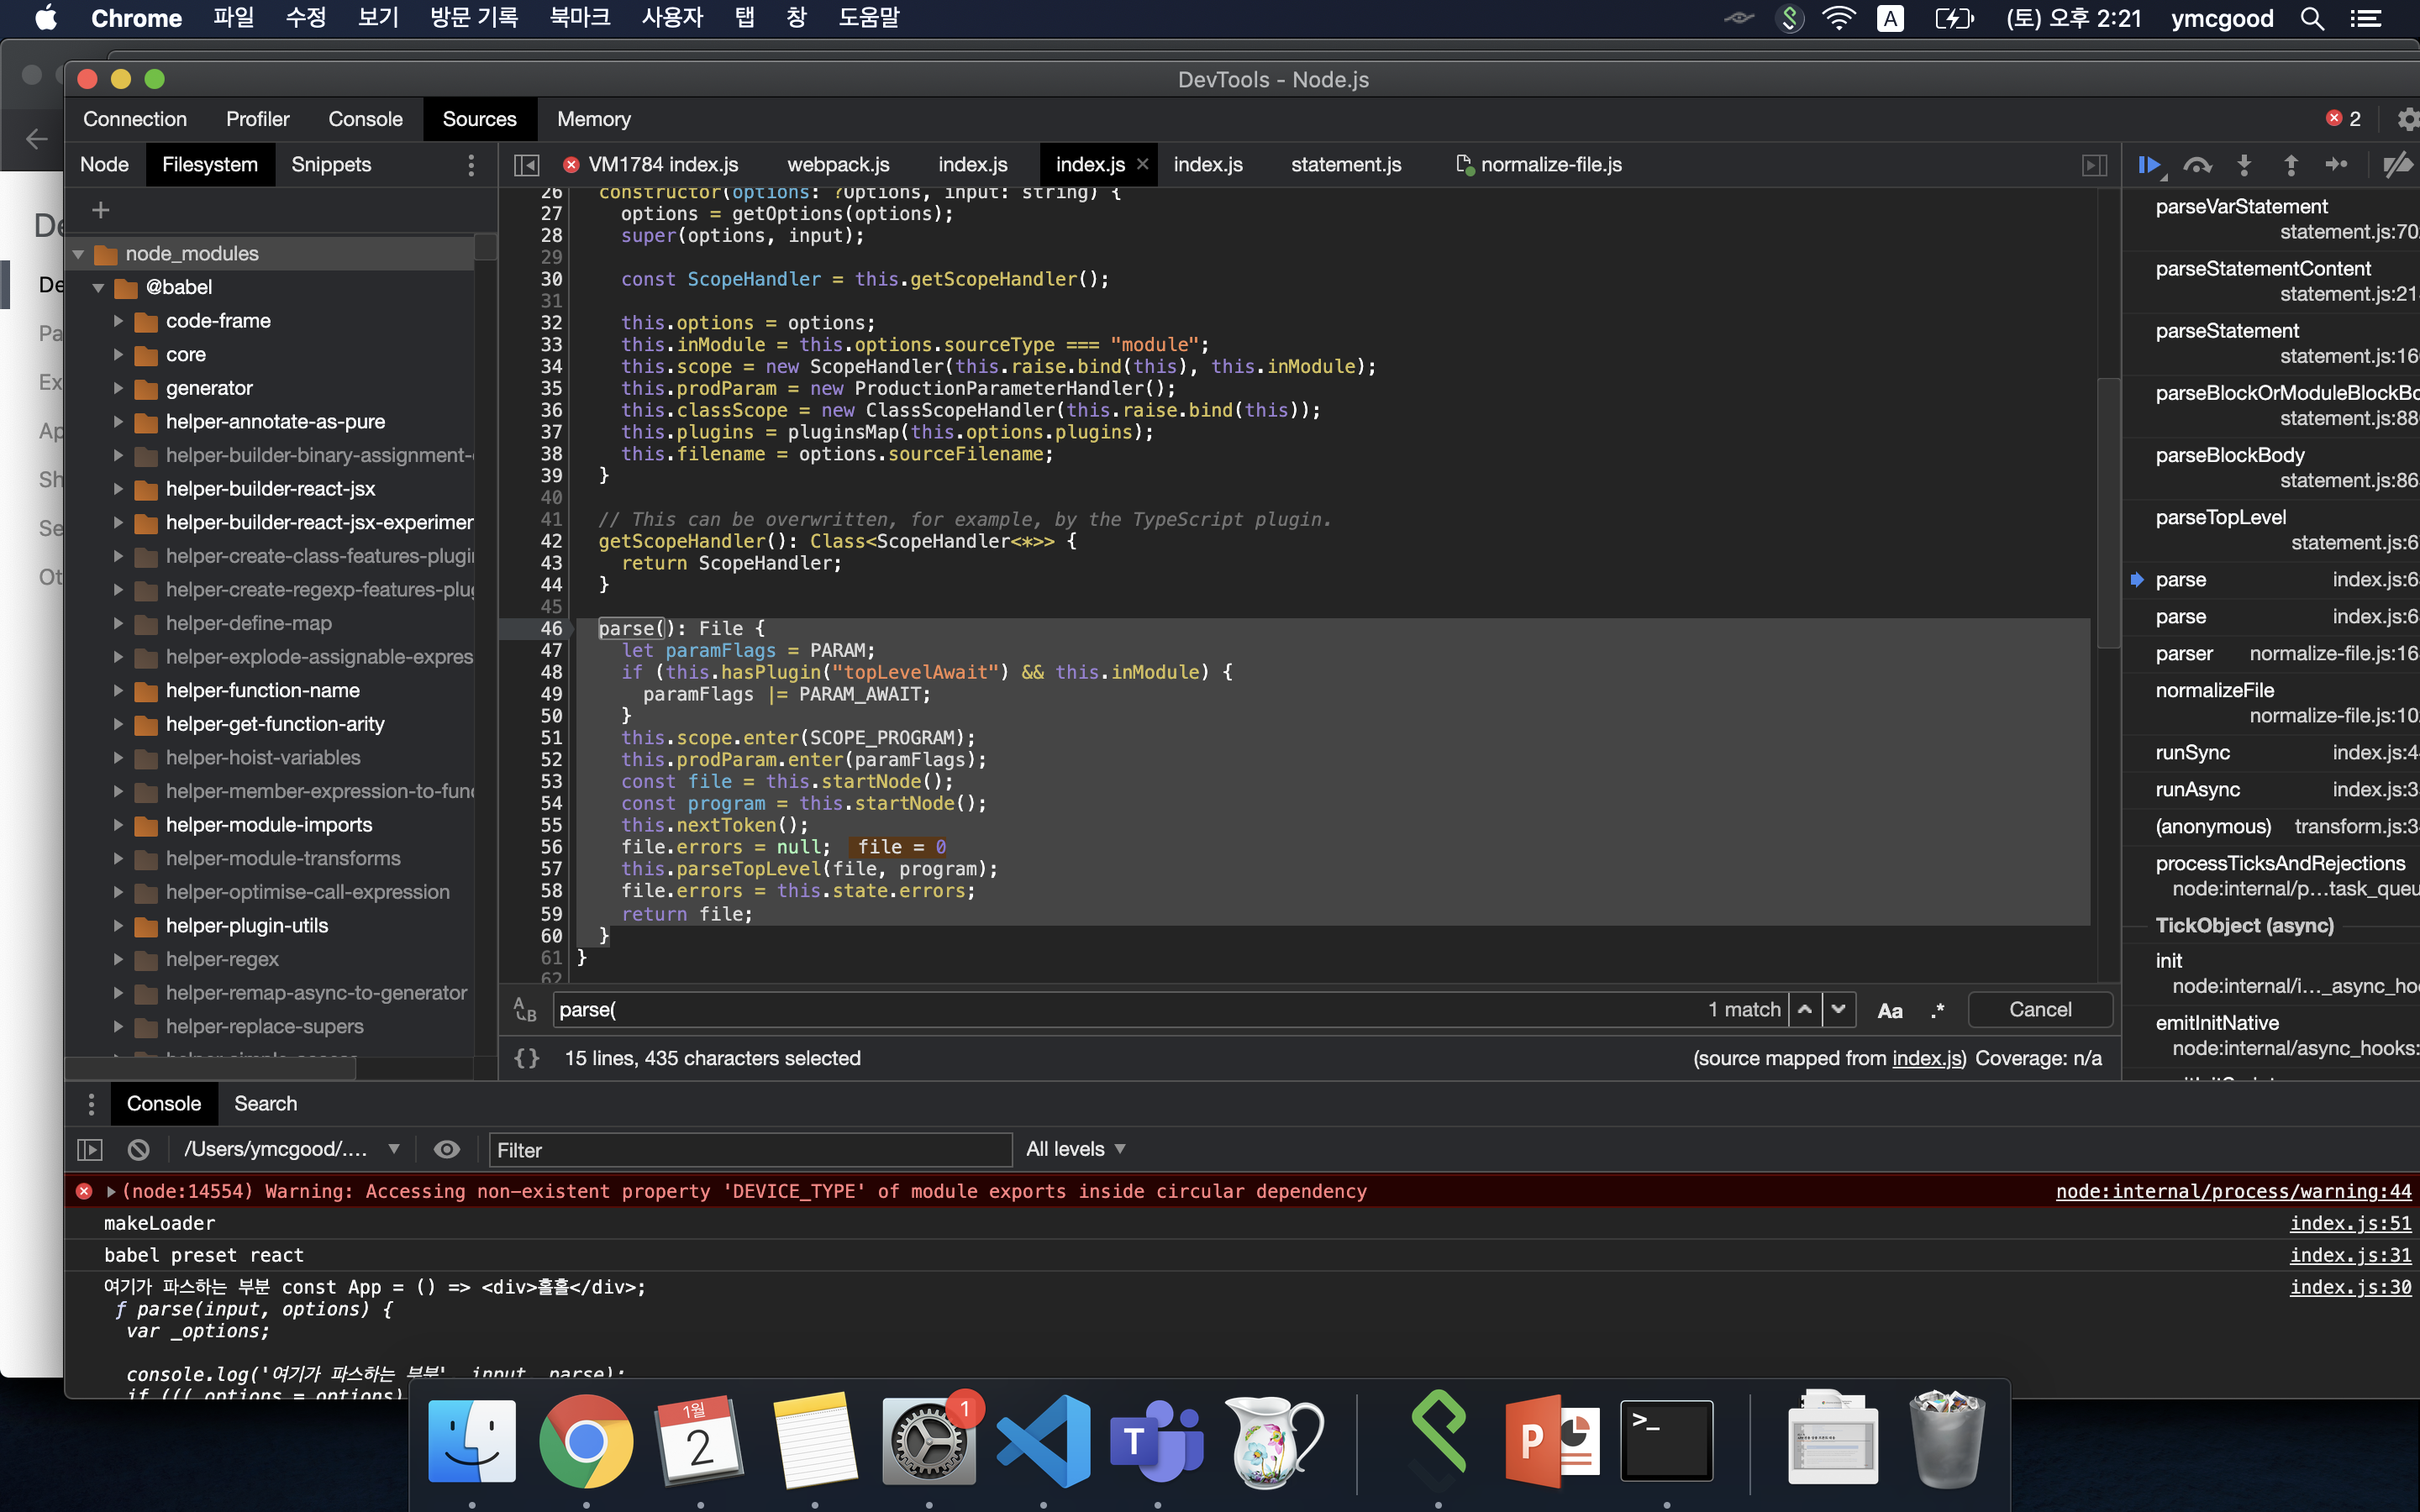 Chrome 파일 수정 보기 방문 기록 북마크 사용자 탭 창 도움말 A (토) 오후 2:21 ymcgood
DevTools - Node.js
Connection Profiler Console Sources Memory 2
Node Filesystem Snippets
VM1784 index.js webpack.js index.js index.js × index.js statement.js normalize-file.js
node_modules
@babel
code-frame
core
generator
helper-annotate-as-pure
helper-builder-binary-assignment-
helper-builder-react-jsx
helper-builder-react-jsx-experimen
helper-create-class-features-plugin
helper-create-regexp-features-plug
helper-define-map
helper-explode-assignable-expres
helper-function-name
helper-get-function-arity
helper-hoist-variables
helper-member-expression-to-func
helper-module-imports
helper-module-transforms
helper-optimise-call-expression
helper-plugin-utils
helper-regex
helper-remap-async-to-generator
helper-replace-supers
helper-simple-access
26 constructor(options: ?Options, input: string) {
27 options = getOptions(options);
28 super(options, input);
29
30 const ScopeHandler = this.getScopeHandler();
31
32 this.options = options;
33 this.inModule = this.options.sourceType === "module";
34 this.scope = new ScopeHandler(this.raise.bind(this), this.inModule);
35 this.prodParam = new ProductionParameterHandler();
36 this.classScope = new ClassScopeHandler(this.raise.bind(this));
37 this.plugins = pluginsMap(this.options.plugins);
38 this.filename = options.sourceFilename;
39 }
40
41 // This can be overwritten, for example, by the TypeScript plugin.
42 getScopeHandler(): Class<ScopeHandler<*>> {
43 return ScopeHandler;
44 }
45
46 parse(): File {
47 let paramFlags = PARAM;
48 if (this.hasPlugin("topLevelAwait") && this.inModule) {
49 paramFlags |= PARAM_AWAIT;
50 }
51 this.scope.enter(SCOPE_PROGRAM);
52 this.prodParam.enter(paramFlags);
53 const file = this.startNode();
54 const program = this.startNode();
55 this.nextToken();
56 file.errors = null; file = 0
57 this.parseTopLevel(file, program);
58 file.errors = this.state.errors;
59 return file;
60 }
61 }
62
parse( 1 match Aa .* Cancel
{} 15 lines, 435 characters selected (source mapped from index.js) Coverage: n/a
parseVarStatement
statement.js:70
parseStatementContent
statement.js:21
parseStatement
statement.js:16
parseBlockOrModuleBlockBo
statement.js:88
parseBlockBody
statement.js:86
parseTopLevel
statement.js:6
parse index.js:6
parse index.js:6
parser normalize-file.js:16
normalizeFile
normalize-file.js:10
runSync index.js:4
runAsync index.js:3
(anonymous) transform.js:3
processTicksAndRejections
node:internal/p…task_queu
TickObject (async)
init
node:internal/i…_async_ho
emitInitNative
node:internal/async_hooks:
De
De
Pa
Ex
Ap
Sh
Se
Ot
Console Search
/Users/ymcgood/.... Filter All levels
(node:14554) Warning: Accessing non-existent property 'DEVICE_TYPE' of module exports inside circular dependency node:internal/process/warning:44
makeLoader index.js:51
babel preset react index.js:31
여기가 파스하는 부분 const App = () => <div>홀홀</div>; index.js:30
ƒ parse(input, options) {
var _options;
console.log('여기가 파스하는 부분', input, parse);
if (((_options = options)
1월
2
1
T
P
>_